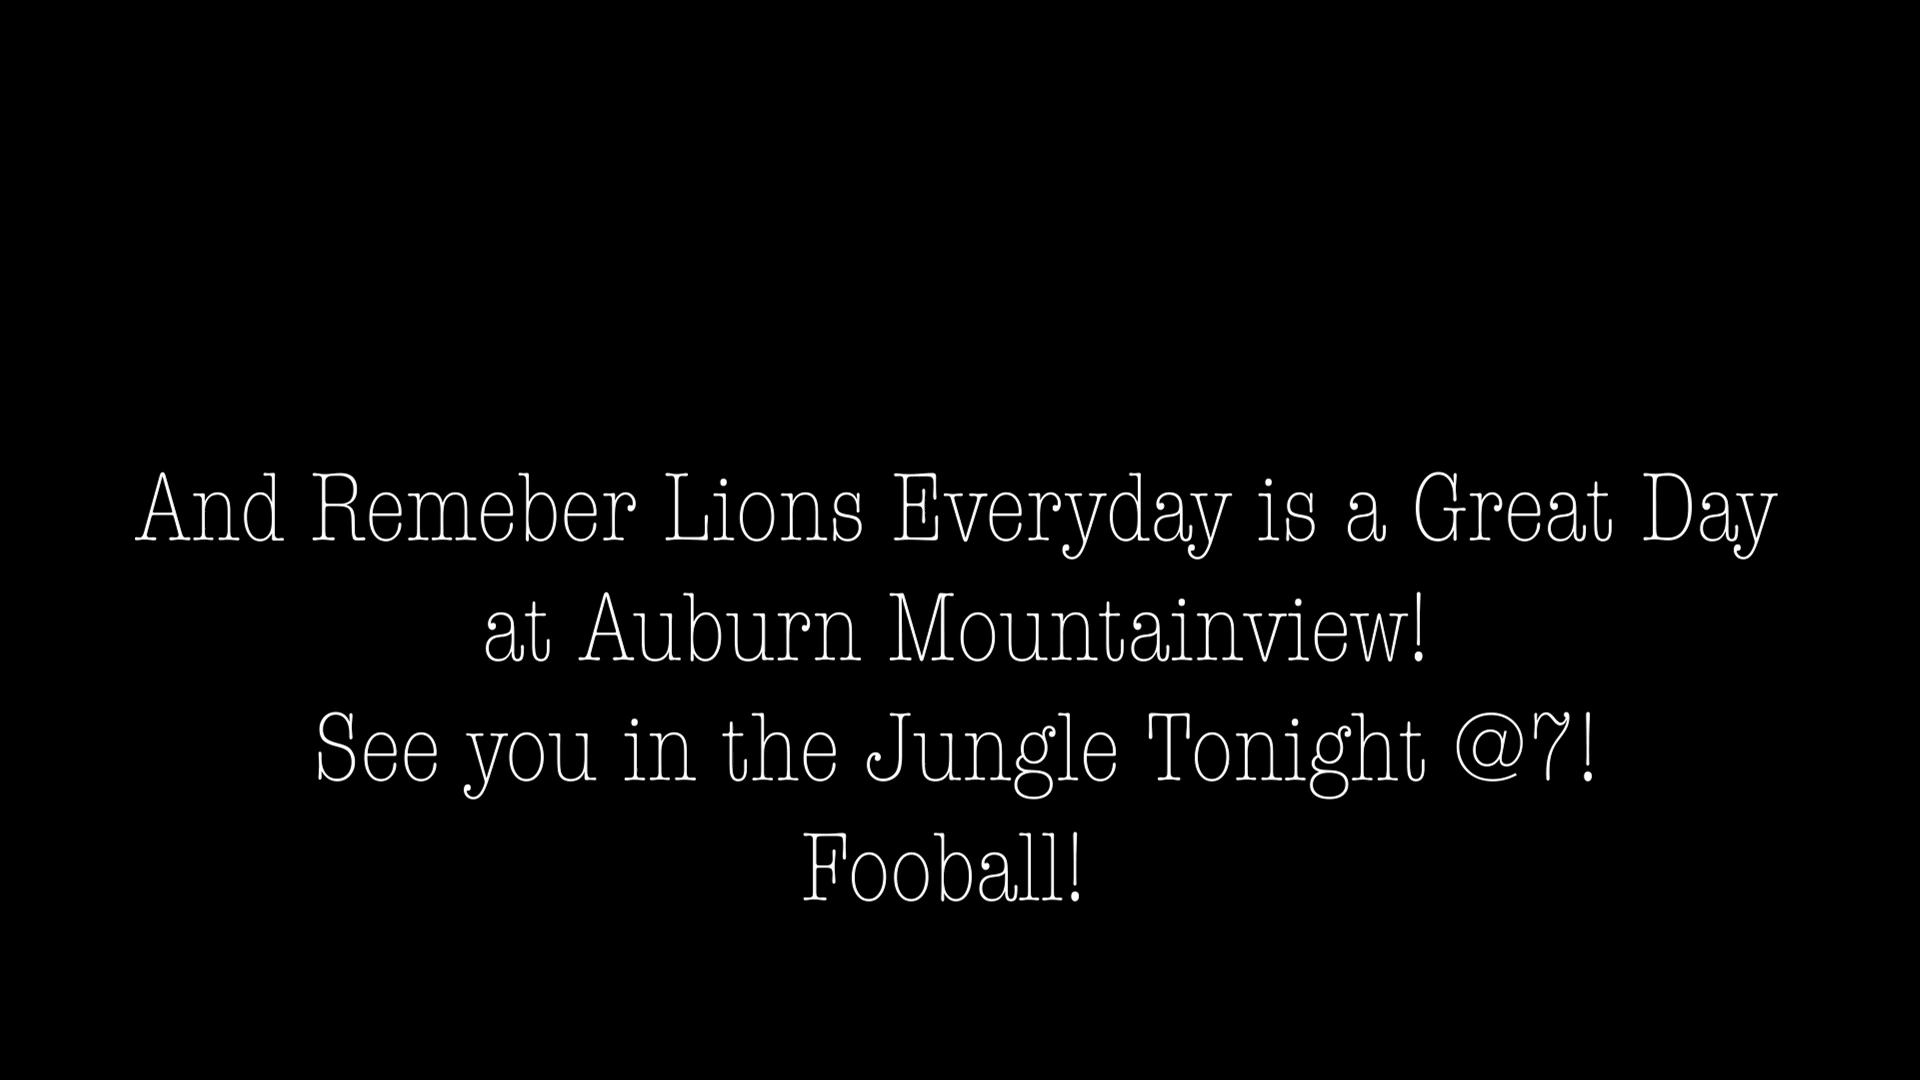 And Remeber Lions Everyday is a Great Day
at Auburn Mountainview!
See you in the Jungle Tonight @7!
Fooball!